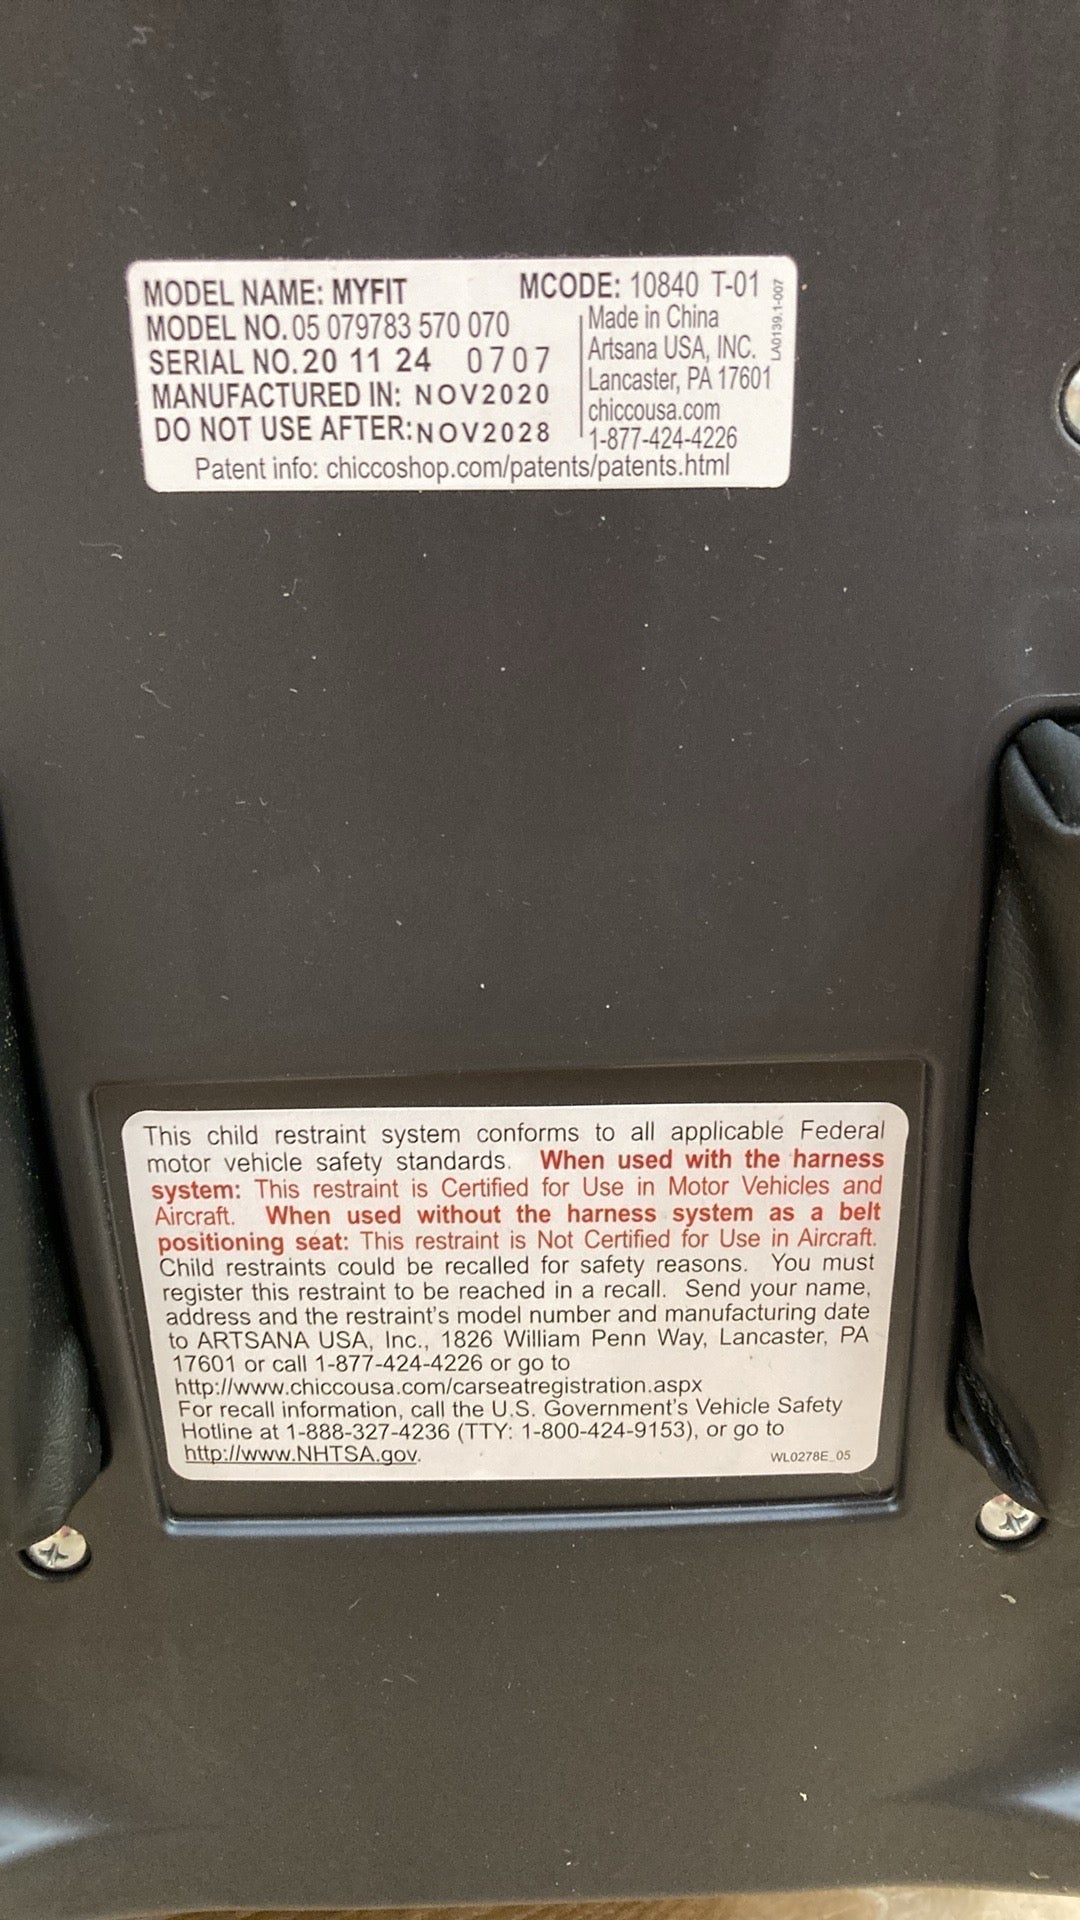 MODEL NAME: MYFIT MCODE: 10840 T-01
MODEL NO. 05 079783 570 070
SERIAL NO. 20 11 24 0707
MANUFACTURED IN: NOV2020
DO NOT USE AFTER: NOV2028
Made in China
Artsana USA, INC.
Lancaster, PA 17601
chiccousa.com
1-877-424-4226
LA0139.1-007
Patent info: chiccoshop.com/patents/patents.html
This child restraint system conforms to all applicable Federal
motor vehicle safety standards. When used with the harness
system: This restraint is Certified for Use in Motor Vehicles and
Aircraft. When used without the harness system as a belt
positioning seat: This restraint is Not Certified for Use in Aircraft.
Child restraints could be recalled for safety reasons. You must
register this restraint to be reached in a recall. Send your name,
address and the restraint's model number and manufacturing date
to ARTSANA USA, Inc., 1826 William Penn Way, Lancaster, PA
17601 or call 1-877-424-4226 or go to
http://www.chiccousa.com/carseatregistration.aspx
For recall information, call the U.S. Government's Vehicle Safety
Hotline at 1-888-327-4236 (TTY: 1-800-424-9153), or go to
http://www.NHTSA.gov.
WL0278E_05